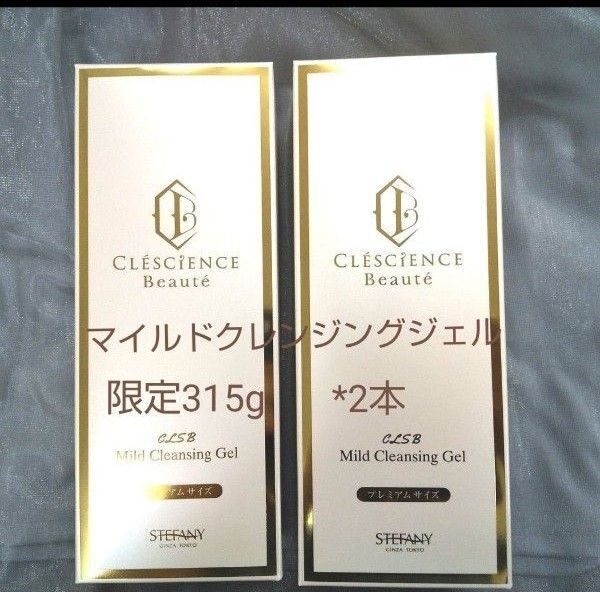 CLÉSCIENCE
Beauté
CLÉSCIENCE
Beauté
マイルドクレンジングジェル
限定315g *2本
CLSB
Mild Cleansing Gel
アムサイズ
STEFANY
GINZA TOKYO
CLSB
Mild Cleansing Gel
プレミアムサイズ
STEFANY
GINZA TOKYO